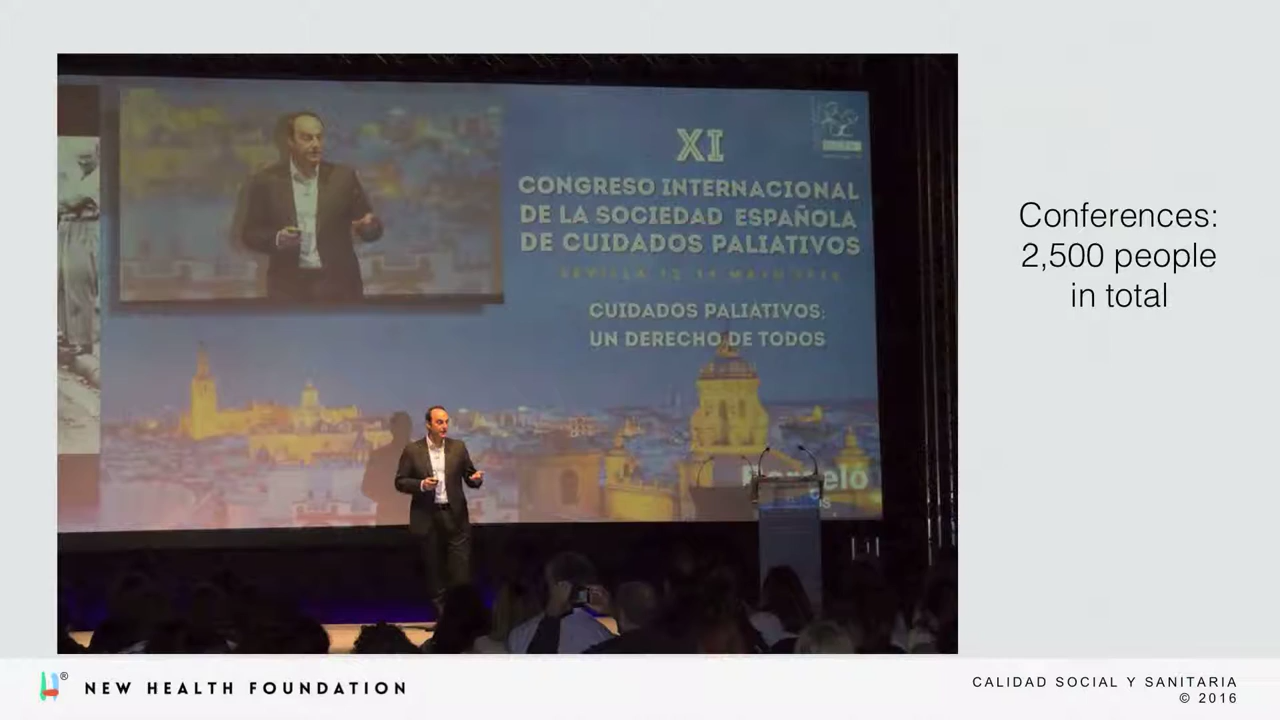 XI
CONGRESO INTERNACIONAL
DE LA SOCIEDAD ESPAÑOLA
DE CUIDADOS PALIATIVOS
SEVILLA
CUIDADOS PALIATIVOS:
UN DERECHO DE TODOS
Conferences:
2,500 people
in total
NEW HEALTH FOUNDATION
CALIDAD SOCIAL Y SANITARIA
© 2016